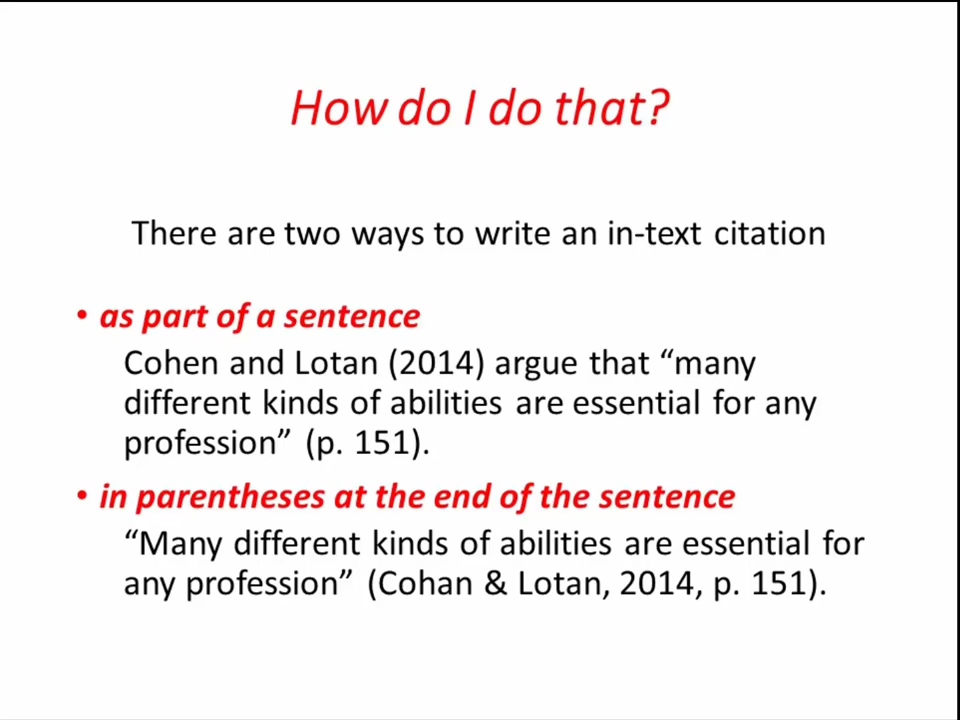 How do I do that?
There are two ways to write an in-text citation
• as part of a sentence
Cohen and Lotan (2014) argue that “many
different kinds of abilities are essential for any
profession” (p. 151).
• in parentheses at the end of the sentence
“Many different kinds of abilities are essential for
any profession” (Cohan & Lotan, 2014, p. 151).